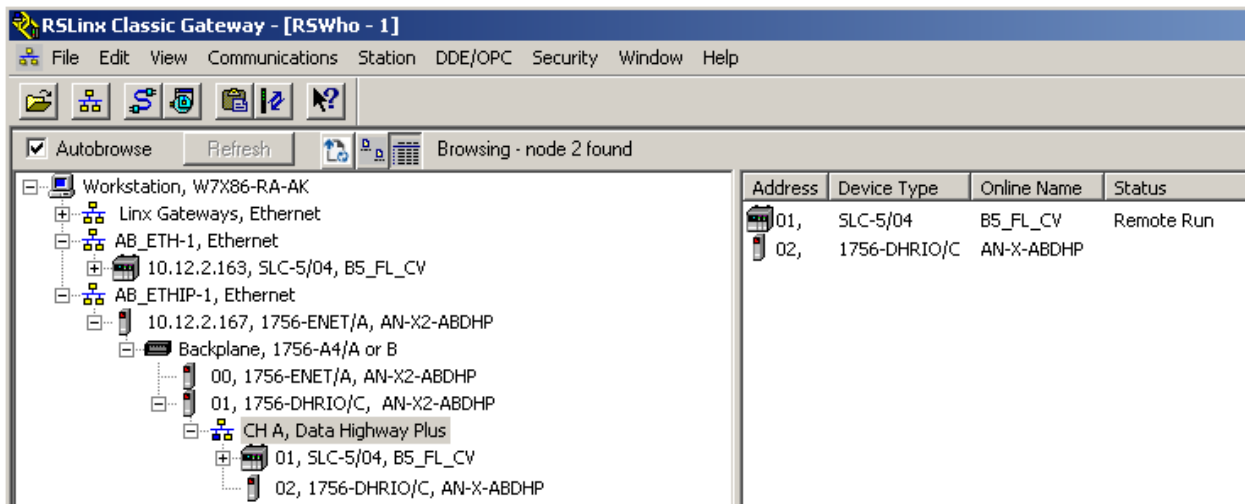 RSLinx Classic Gateway - [RSWho - 1]
File Edit View Communications Station DDE/OPC Security Window Help
Autobrowse Refresh Browsing - node 2 found
Workstation, W7X86-RA-AK
Linx Gateways, Ethernet
AB_ETH-1, Ethernet
10.12.2.163, SLC-5/04, B5_FL_CV
AB_ETHIP-1, Ethernet
10.12.2.167, 1756-ENET/A, AN-X2-ABDHP
Backplane, 1756-A4/A or B
00, 1756-ENET/A, AN-X2-ABDHP
01, 1756-DHRIO/C, AN-X2-ABDHP
CH A, Data Highway Plus
01, SLC-5/04, B5_FL_CV
02, 1756-DHRIO/C, AN-X-ABDHP
Address Device Type Online Name Status
01, SLC-5/04 B5_FL_CV Remote Run
02, 1756-DHRIO/C AN-X-ABDHP